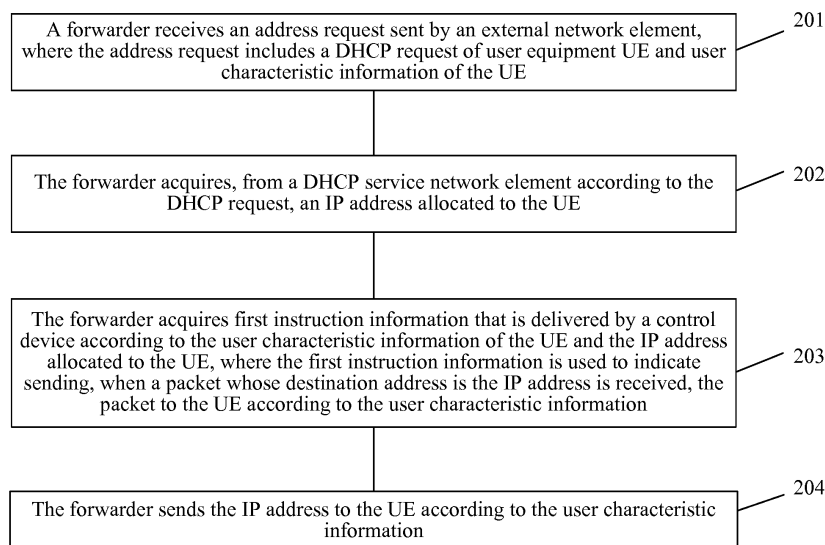 A forwarder receives an address request sent by an external network element,
where the address request includes a DHCP request of user equipment UE and user
characteristic information of the UE
201
The forwarder acquires, from a DHCP service network element according to the
DHCP request, an IP address allocated to the UE
202
The forwarder acquires first instruction information that is delivered by a control
device according to the user characteristic information of the UE and the IP address
allocated to the UE, where the first instruction information is used to indicate
sending, when a packet whose destination address is the IP address is received, the
packet to the UE according to the user characteristic information
203
The forwarder sends the IP address to the UE according to the user characteristic
information
204